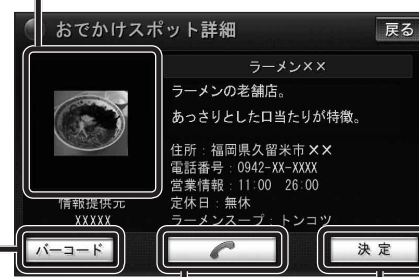 おでかけスポット詳細
戻る
ラーメン××
ラーメンの老舗店。
あっさりとした口当たりが特徴。
住所：福岡県久留米市××
電話番号：0942-XX-XXXX
営業情報：11:00 26:00
定休日：無休
ラーメンスープ：トンコツ
情報提供元
XXXXX
バーコード
決 定